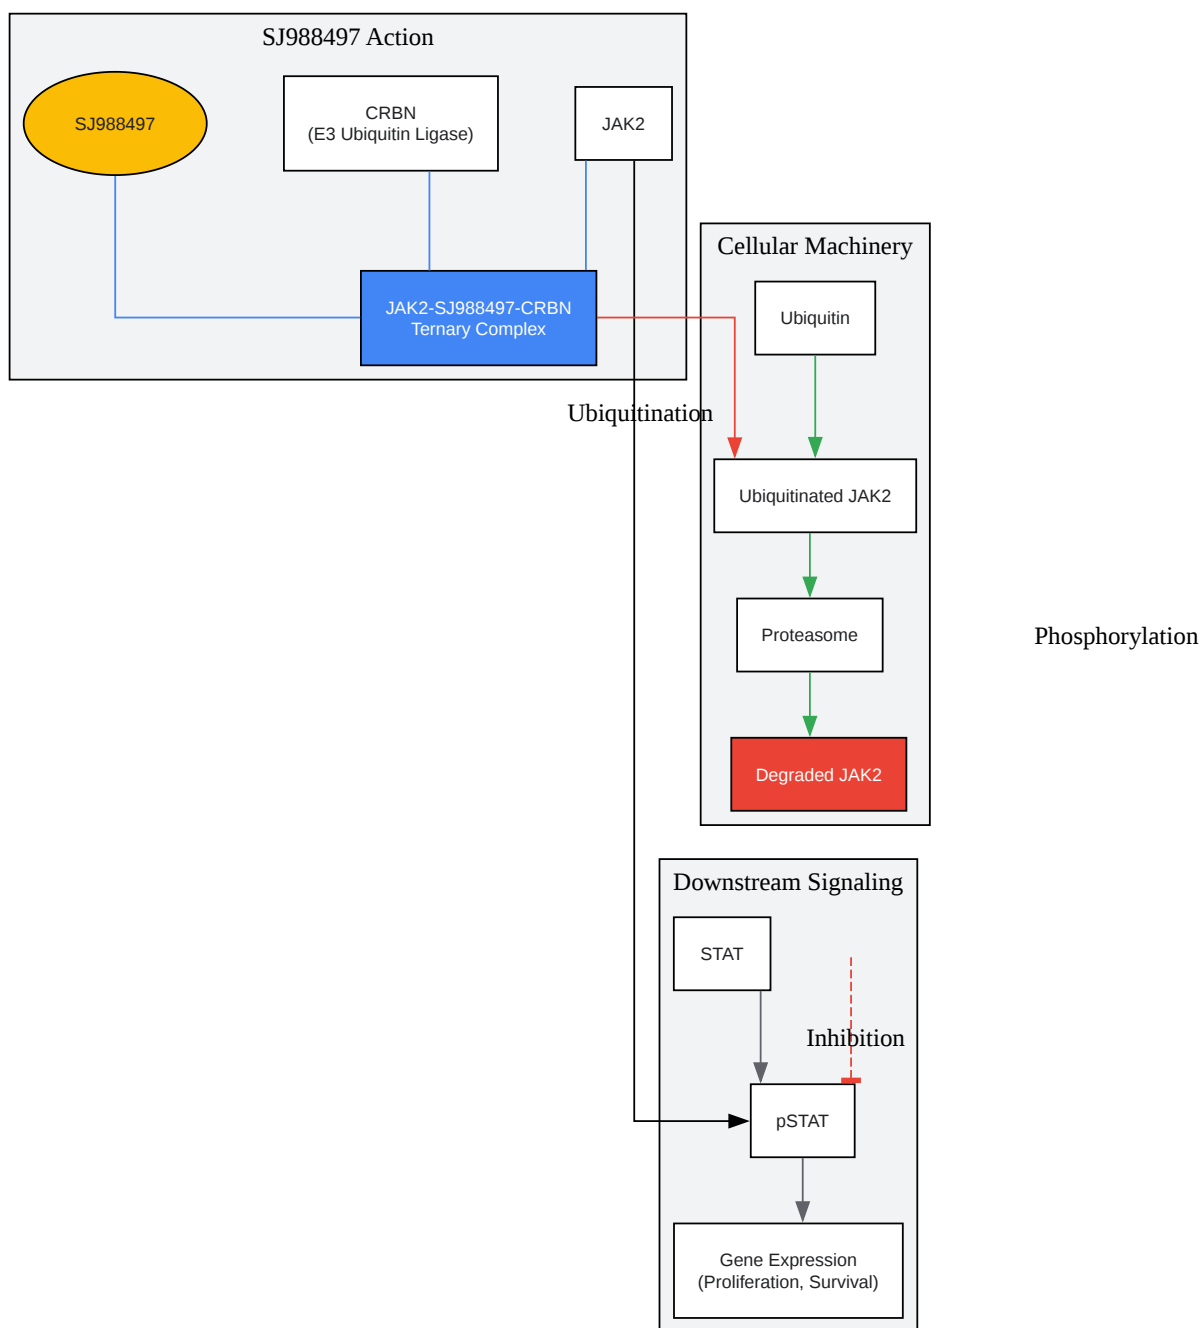 SJ988497 Action
SJ988497
CRBN
(E3 Ubiquitin Ligase)
JAK2
JAK2-SJ988497-CRBN
Ternary Complex
Cellular Machinery
Ubiquitin
Ubiquitination
Ubiquitinated JAK2
Proteasome
Phosphorylation
Degraded JAK2
Downstream Signaling
STAT
Inhibition
pSTAT
Gene Expression
(Proliferation, Survival)